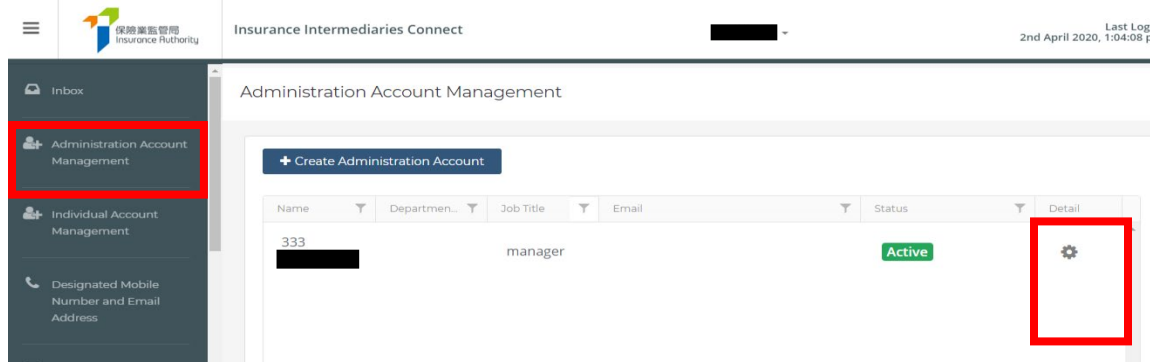 保險業監管局
Insurance Authority
Insurance Intermediaries Connect
Last Log
2nd April 2020, 1:04:08 p
Inbox
Administration Account Management
Administration Account
Management
+ Create Administration Account
Name Departmen... Job Title Email Status Detail
Individual Account
Management
333
manager Active
Designated Mobile
Number and Email
Address